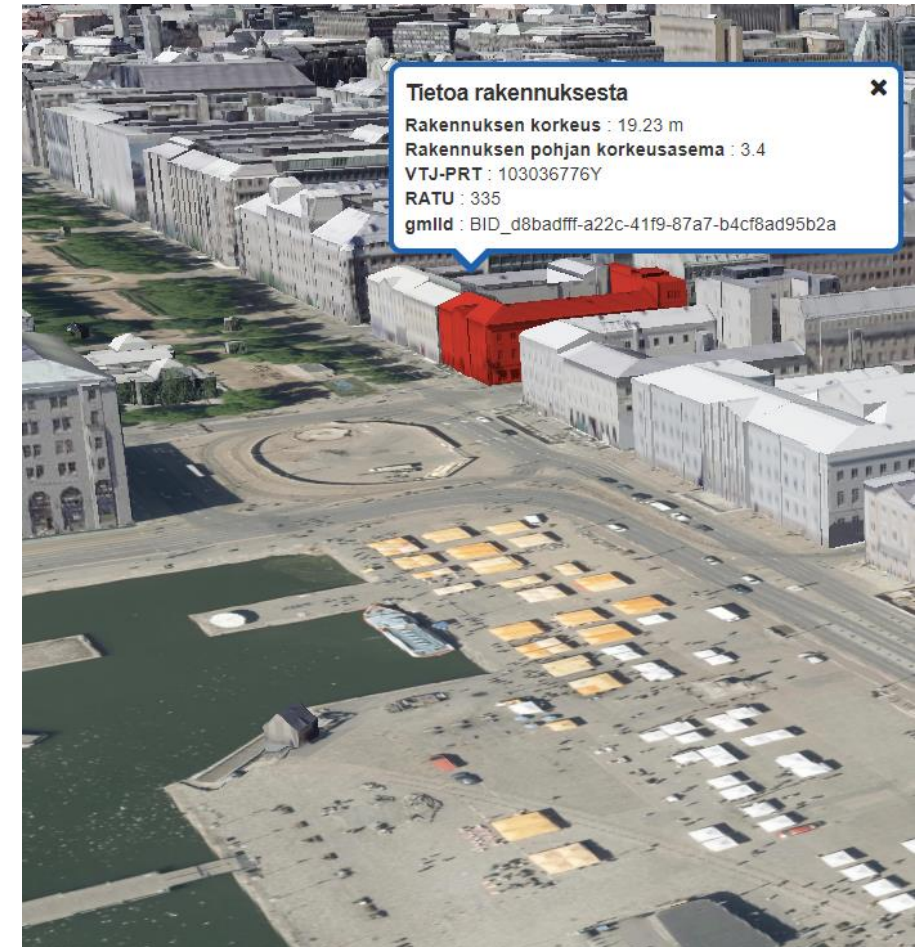 Tietoa rakennuksesta
Rakennuksen korkeus : 19.23 m
Rakennuksen pohjan korkeusasema : 3.4
VTJ-PRT : 103036776Y
RATU : 335
gmlId : BID_d8badfff-a22c-41f9-87a7-b4cf8ad95b2a